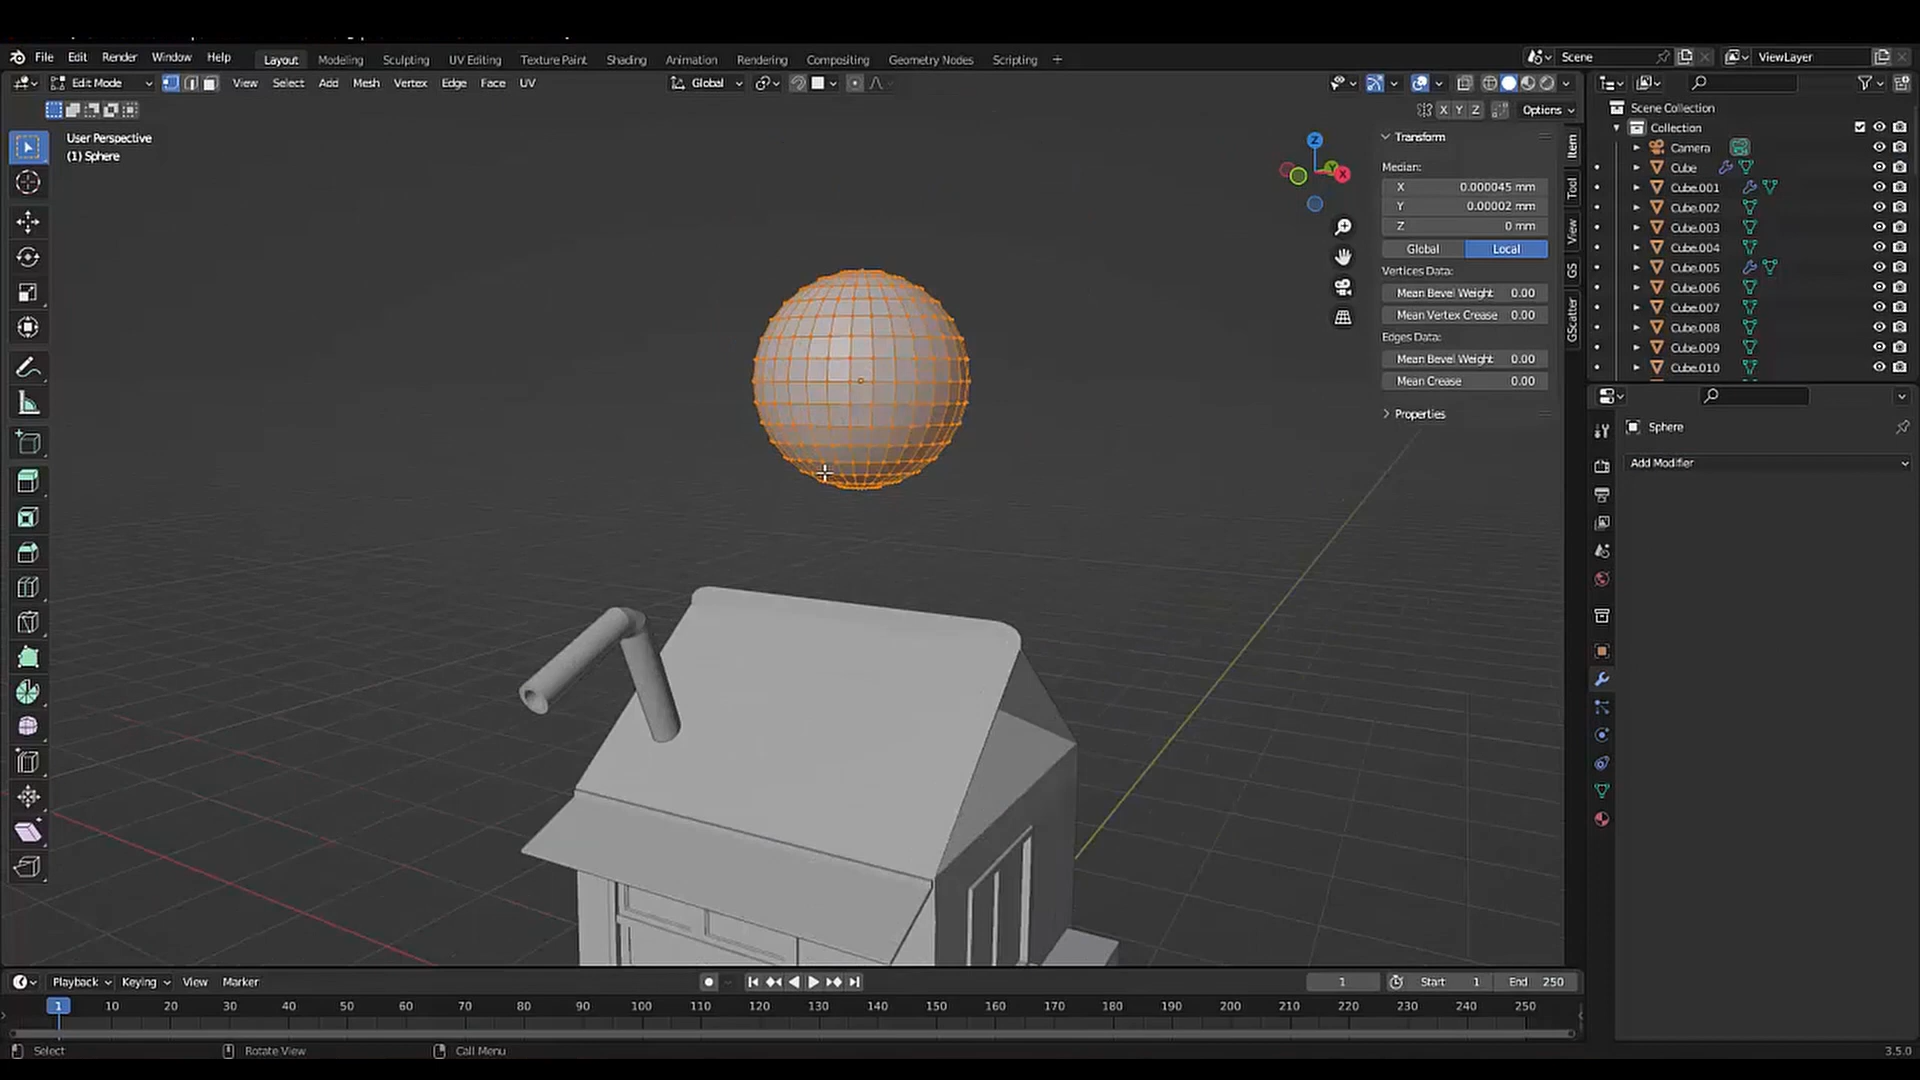 File Edit Render Window Help Layout Modeling Sculpting UV Editing Texture Paint Shading Animation Rendering Compositing Geometry Nodes Scripting + Scene ViewLayer
Edit Mode View Select Add Mesh Vertex Edge Face UV Global
X Y Z Options
User Perspective
(1) Sphere
Z
Y
X
Transform
Median:
X 0.000045 mm
Y 0.00002 mm
Z 0 mm
Global Local
Vertices Data:
Mean Bevel Weight 0.00
Mean Vertex Crease 0.00
Edges Data:
Mean Bevel Weight 0.00
Mean Crease 0.00
Properties
Item
Tool
View
GS
GScatter
Scene Collection
Collection
Camera
Cube
Cube.001
Cube.002
Cube.003
Cube.004
Cube.005
Cube.006
Cube.007
Cube.008
Cube.009
Cube.010
Sphere
Add Modifier
Playback Keying View Marker 1 Start 1 End 250
1 10 20 30 40 50 60 70 80 90 100 110 120 130 140 150 160 170 180 190 200 210 220 230 240 250
Select Rotate View Call Menu 3.5.0